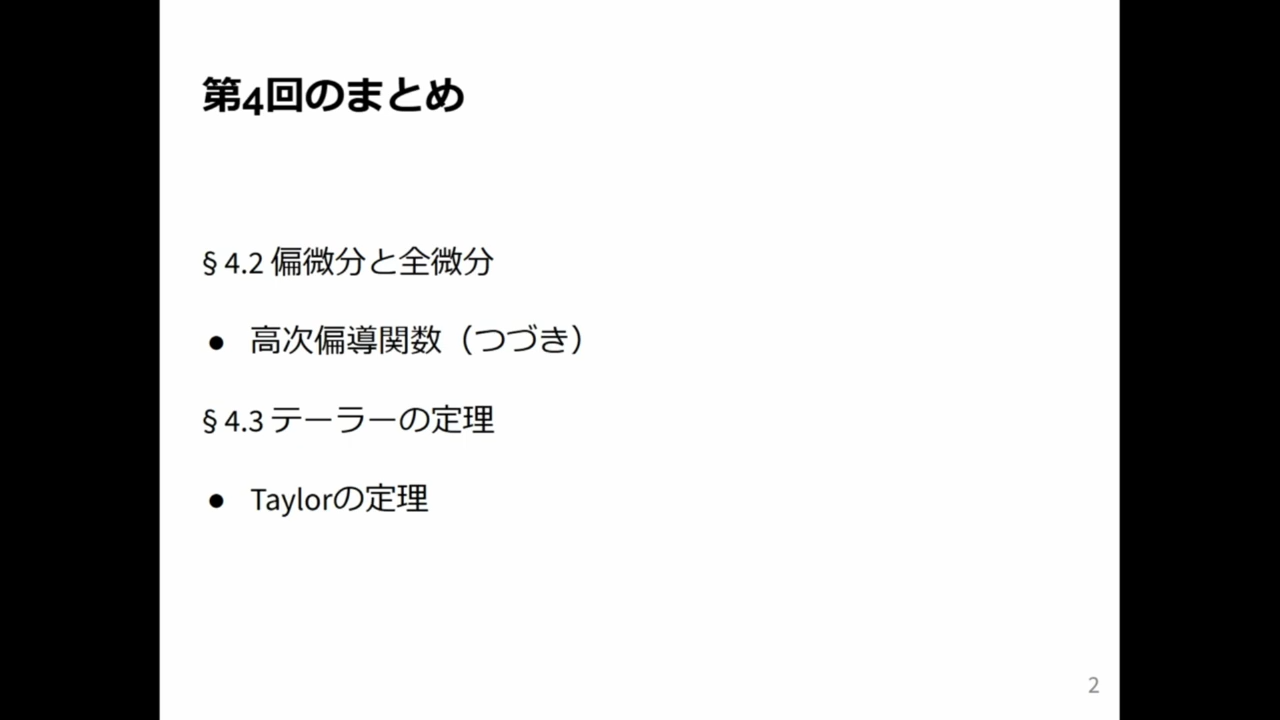 第4回のまとめ
§4.2 偏微分と全微分
● 高次偏導関数（つづき）
§4.3 テーラーの定理
● Taylorの定理
2